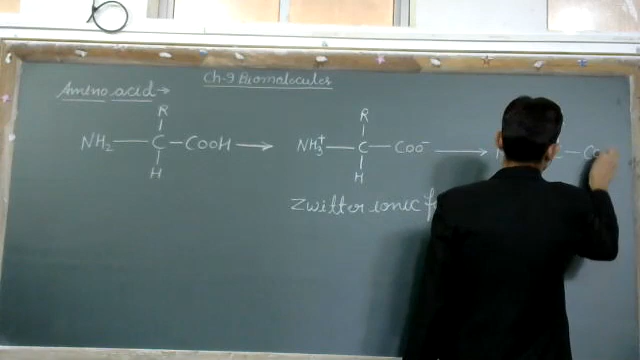 Ch-9 Biomolecules
Amino acid →
R R
NH2 — C — COOH → NH3+ — C — COO- →
H H
Zwitter ionic